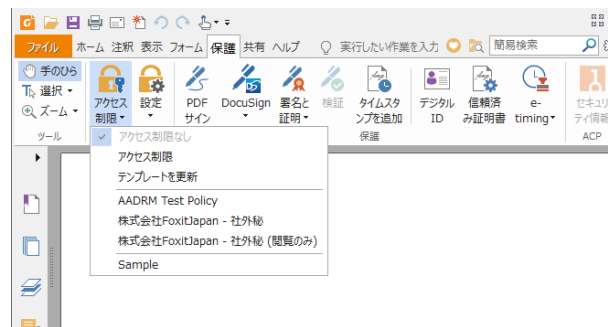 ファイル ホーム 注釈 表示 フォーム 保護 共有 ヘルプ 実行したい作業を入力 簡易検索
手のひら
選択
ズーム
ツール
アクセス制限
設定
PDFサイン
DocuSign
署名と証明
検証
タイムスタンプを追加
デジタルID
信頼済み証明書
e-timing
保護
セキュリティ情報
ACP
アクセス制限なし
アクセス制限
テンプレートを更新
AADRM Test Policy
株式会社FoxitJapan - 社外秘
株式会社FoxitJapan - 社外秘 (閲覧のみ)
Sample